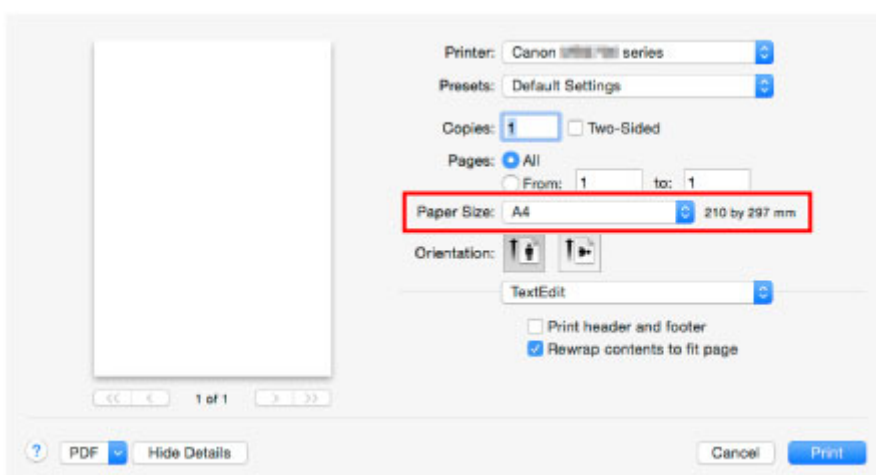 Printer: Canon series
Presets: Default Settings
Copies: 1 Two-Sided
Pages: All
From: 1 to: 1
Paper Size: A4 210 by 297 mm
Orientation:
TextEdit
Print header and footer
Rewrap contents to fit page
<< < 1 of 1 > >>
? PDF Hide Details Cancel Print